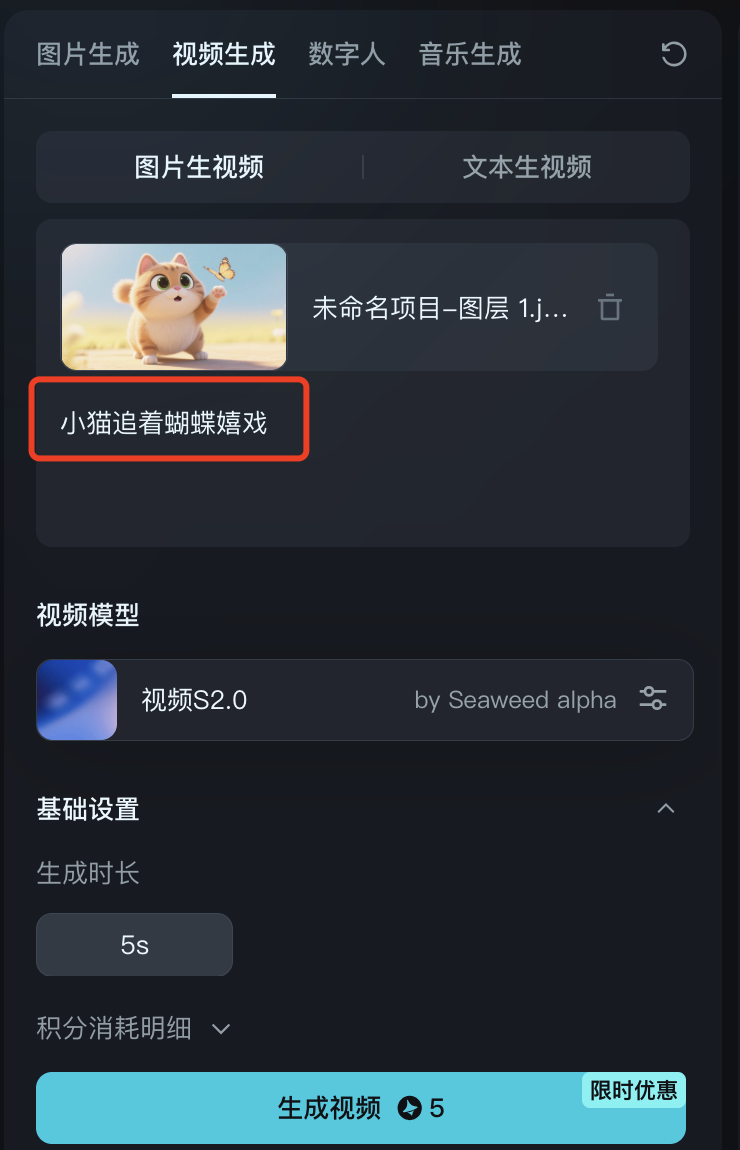 图片生成 视频生成 数字人 音乐生成
图片生视频 文本生视频
未命名项目-图层 1.j...
小猫追着蝴蝶嬉戏
视频模型
视频S2.0 by Seaweed alpha
基础设置
生成时长
5s
积分消耗明细
限时优惠
生成视频 5